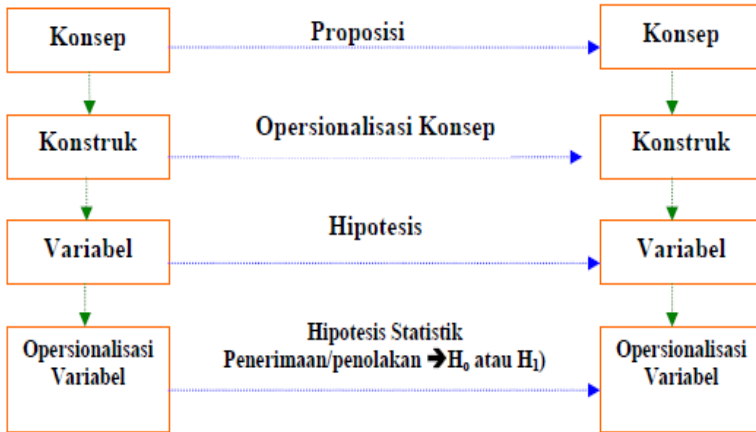 Konsep
Proposisi
Konsep
Konstruk
Opersionalisasi Konsep
Konstruk
Variabel
Hipotesis
Variabel
Opersionalisasi
Variabel
Hipotesis Statistik
Penerimaan/penolakan ➔H₀ atau H₁)
Opersionalisasi
Variabel